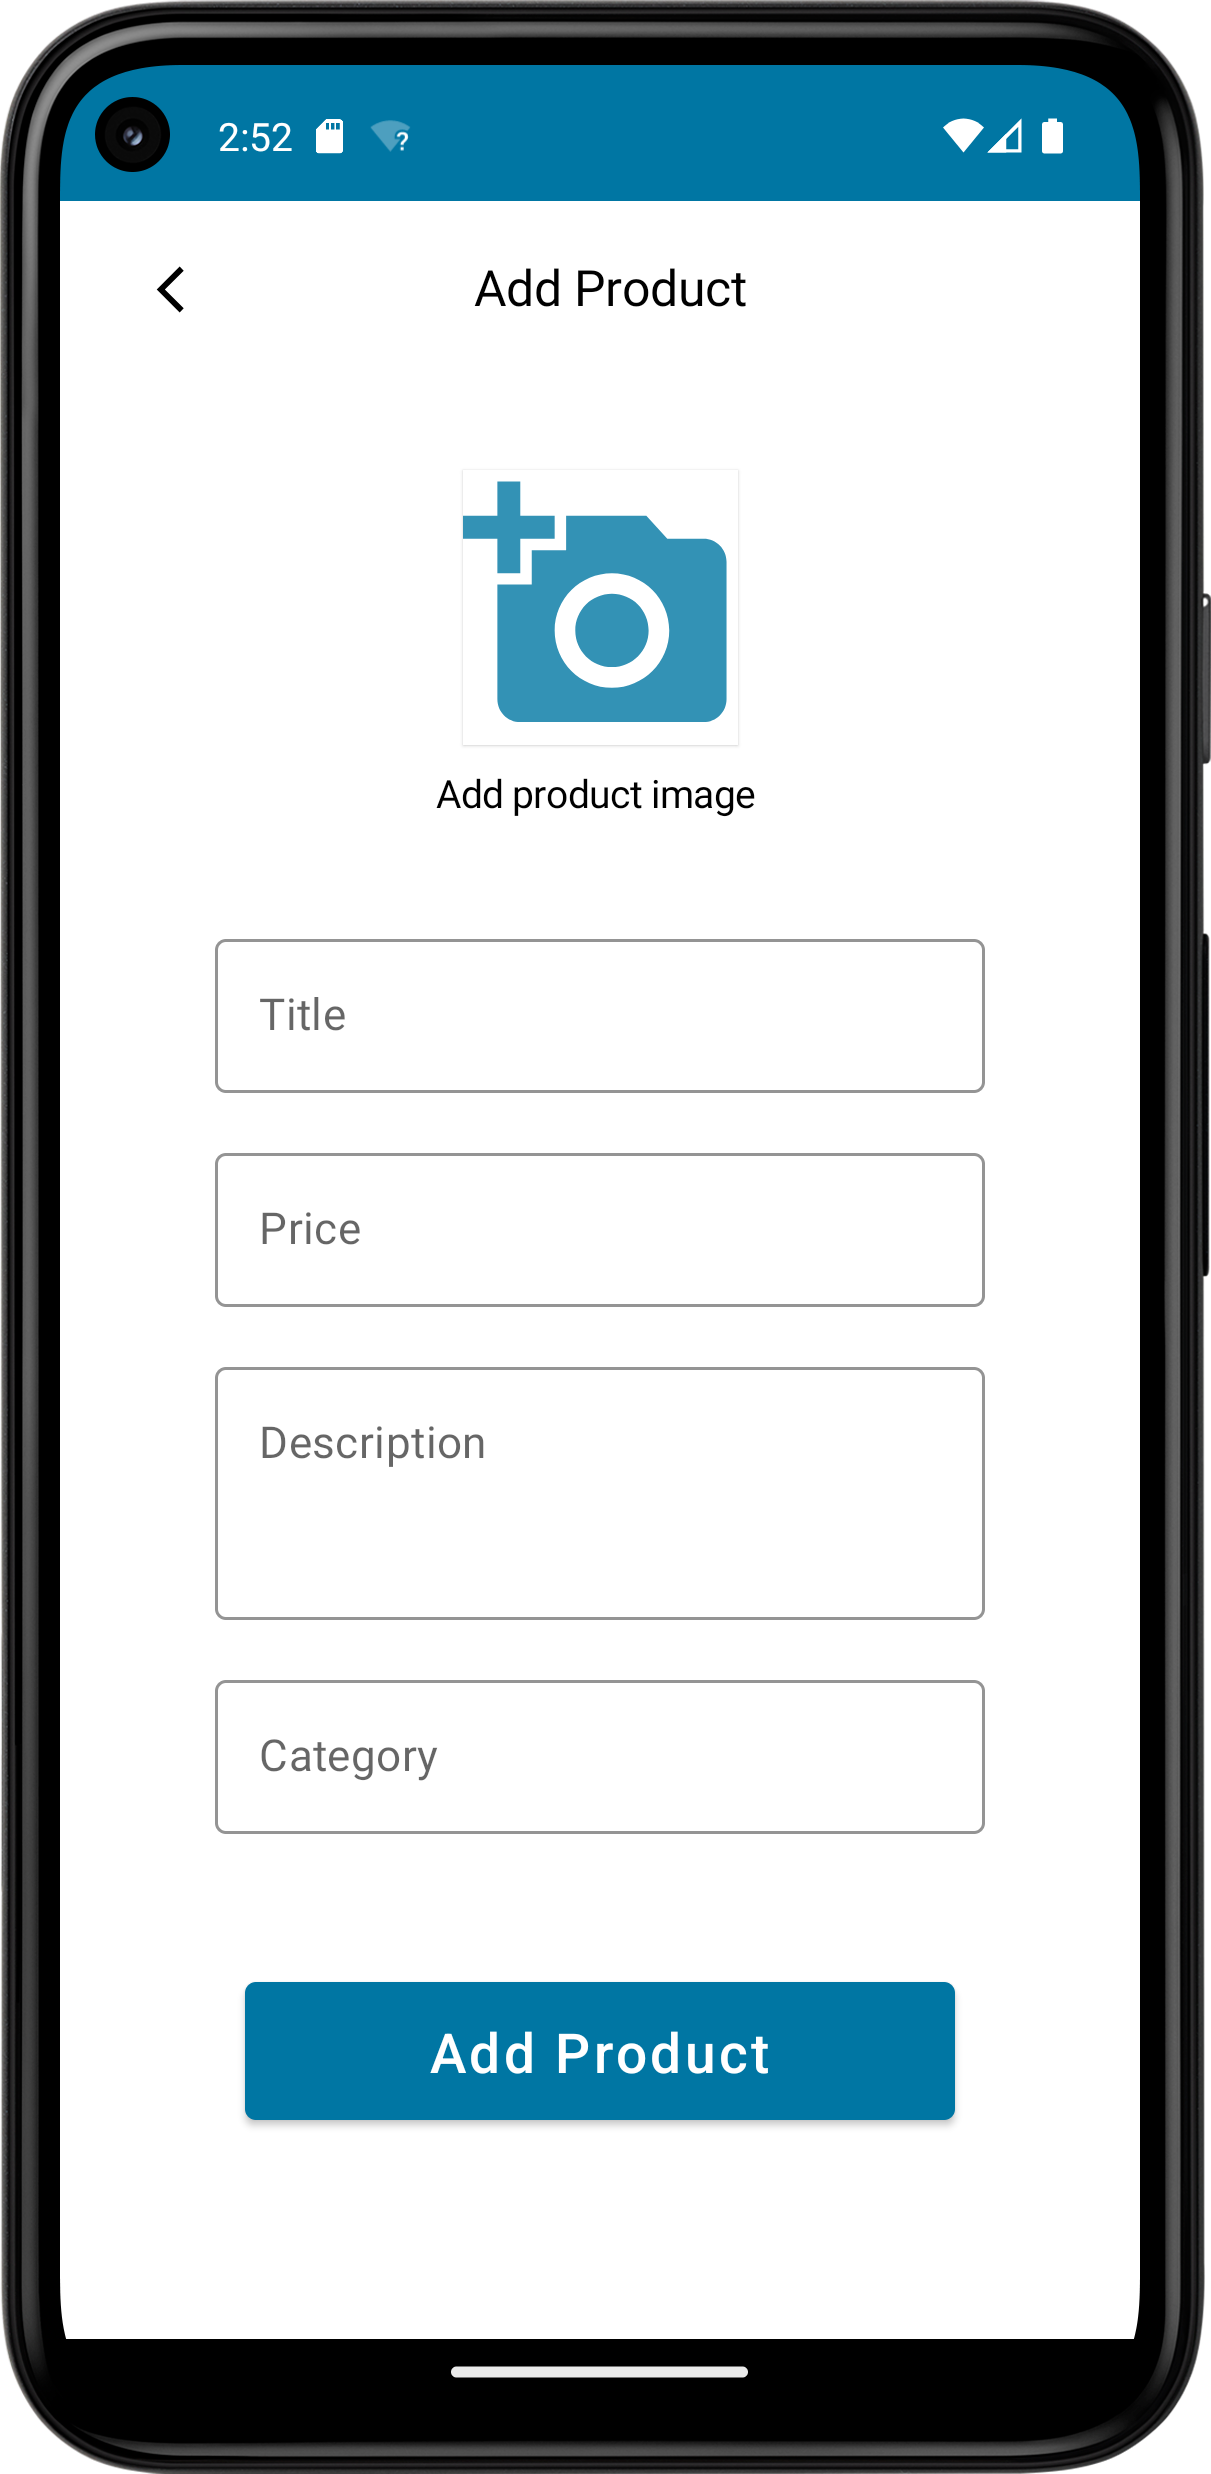 2:52
Add Product
Add product image
Title
Price
Description
Category
Add Product